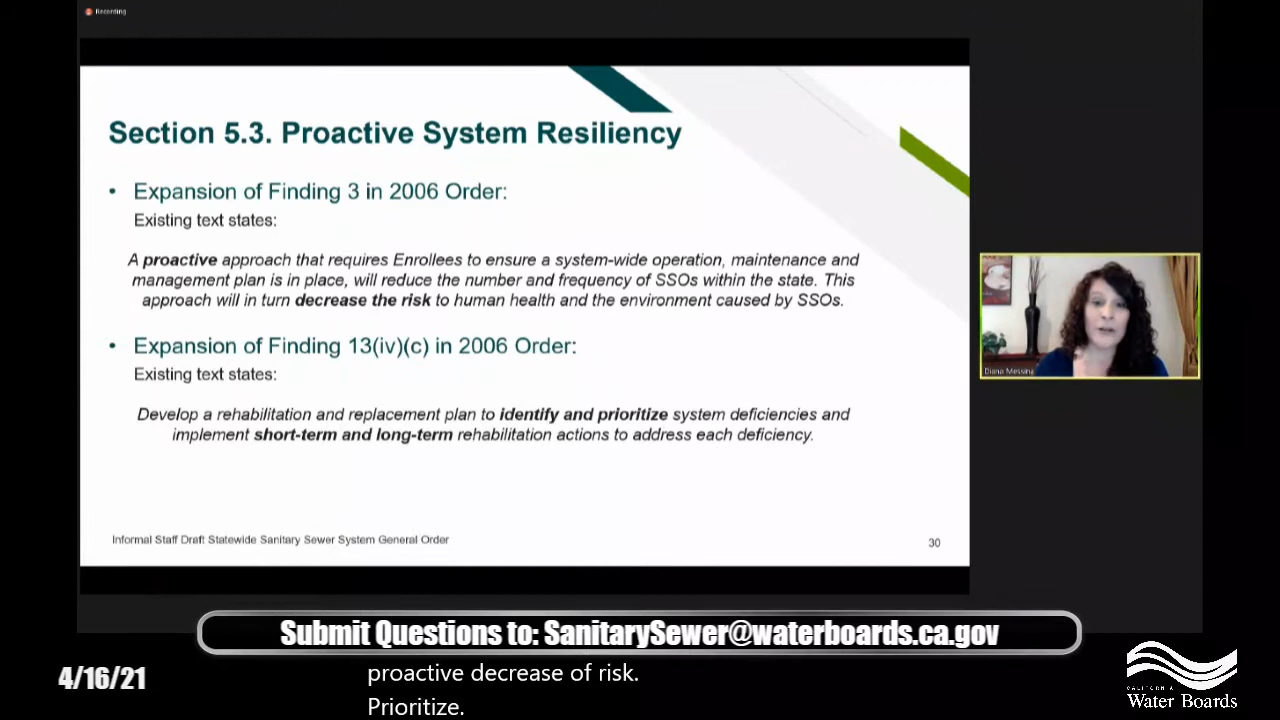 Recording
Section 5.3. Proactive System Resiliency
• Expansion of Finding 3 in 2006 Order:
Existing text states:
A proactive approach that requires Enrollees to ensure a system-wide operation, maintenance and
management plan is in place, will reduce the number and frequency of SSOs within the state. This
approach will in turn decrease the risk to human health and the environment caused by SSOs.
• Expansion of Finding 13(iv)(c) in 2006 Order:
Existing text states:
Develop a rehabilitation and replacement plan to identify and prioritize system deficiencies and
implement short-term and long-term rehabilitation actions to address each deficiency.
Informal Staff Draft Statewide Sanitary Sewer System General Order
30
Diana Messina
Submit Questions to: SanitarySewer@waterboards.ca.gov
4/16/21
proactive decrease of risk.
Prioritize.
CALIFORNIA
Water Boards